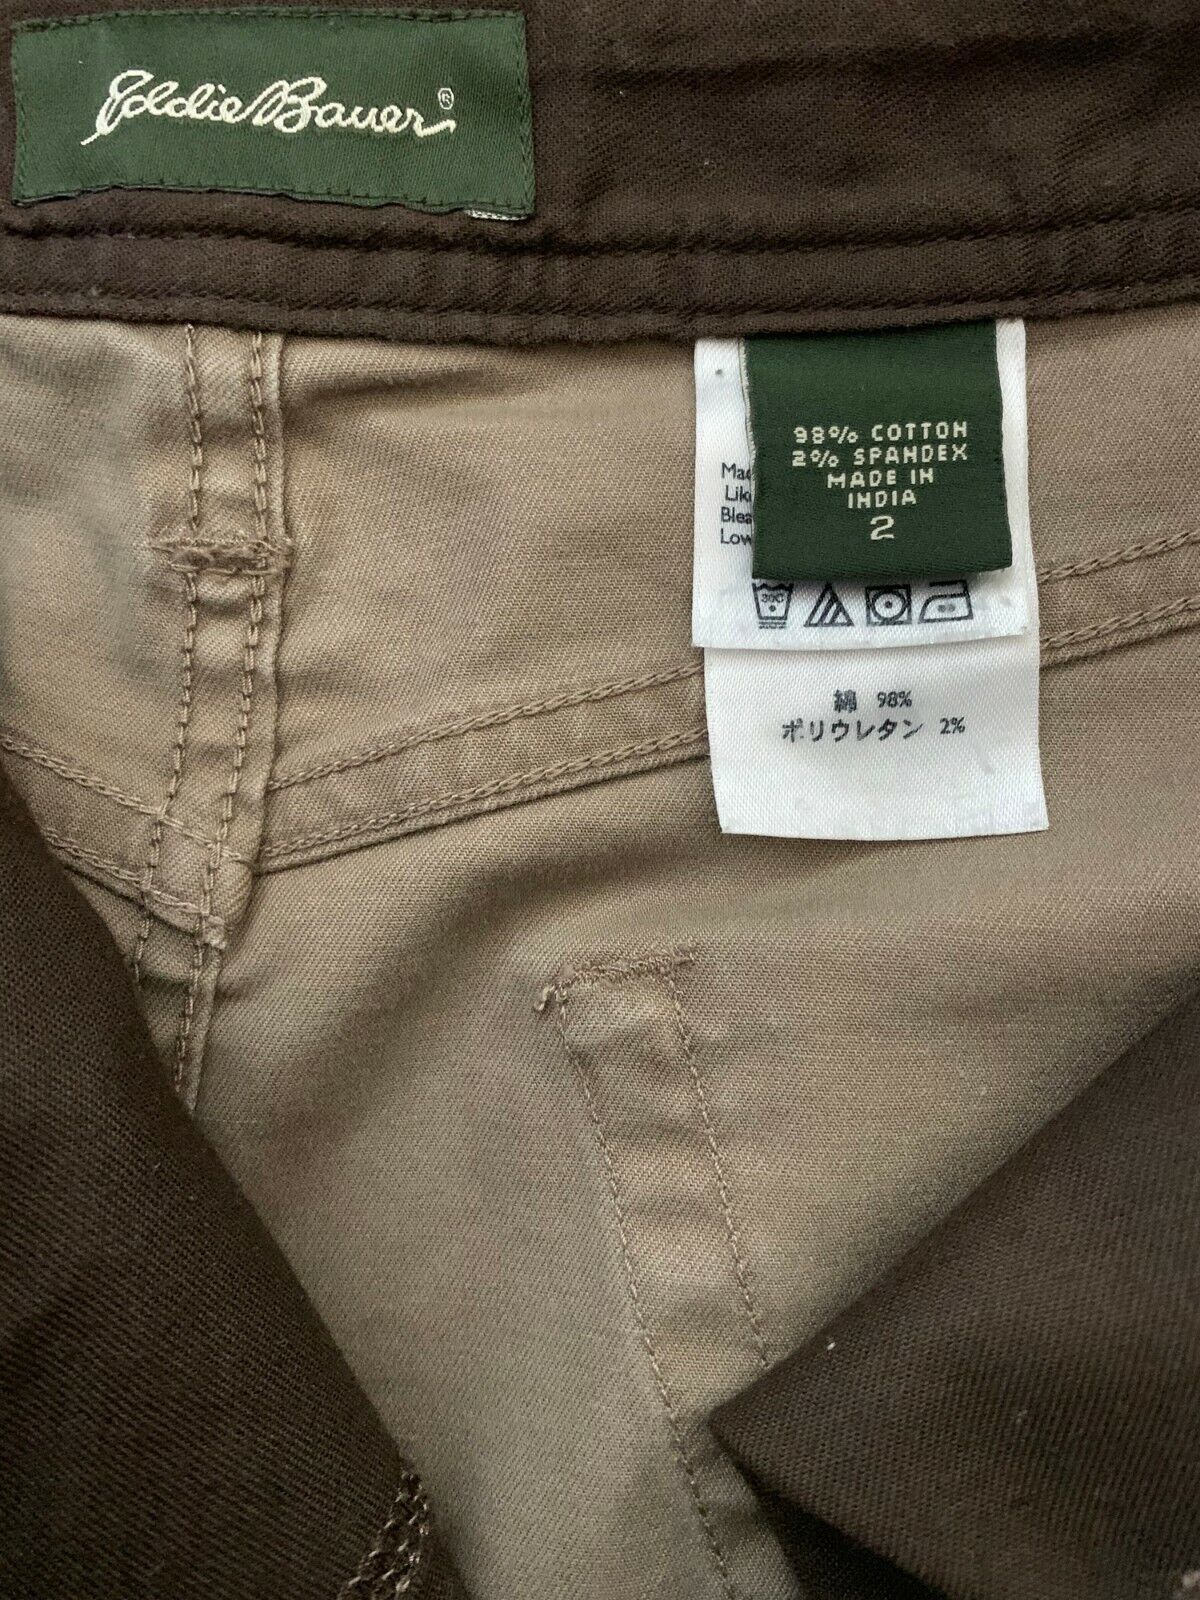 Eddie Bauer®
98% COTTON
2% SPANDEX
MADE IN
INDIA
2
30C
綿 98%
ポリウレタン 2%